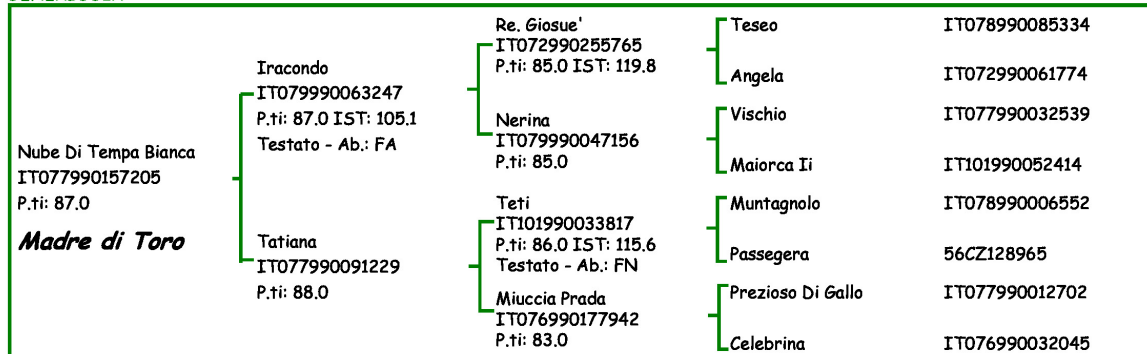 Nube Di Tempa Bianca
IT077990157205
P.ti: 87.0
Madre di Toro
Iracondo
IT079990063247
P.ti: 87.0 IST: 105.1
Testato - Ab.: FA
Tatiana
IT077990091229
P.ti: 88.0
Re. Giosue'
IT072990255765
P.ti: 85.0 IST: 119.8
Nerina
IT079990047156
P.ti: 85.0
Teti
IT101990033817
P.ti: 86.0 IST: 115.6
Testato - Ab.: FN
Miuccia Prada
IT076990177942
P.ti: 83.0
Teseo IT078990085334
Angela IT072990061774
Vischio IT077990032539
Maiorca Ii IT101990052414
Muntagnolo IT078990006552
Passegera 56CZ128965
Prezioso Di Gallo IT077990012702
Celebrina IT076990032045